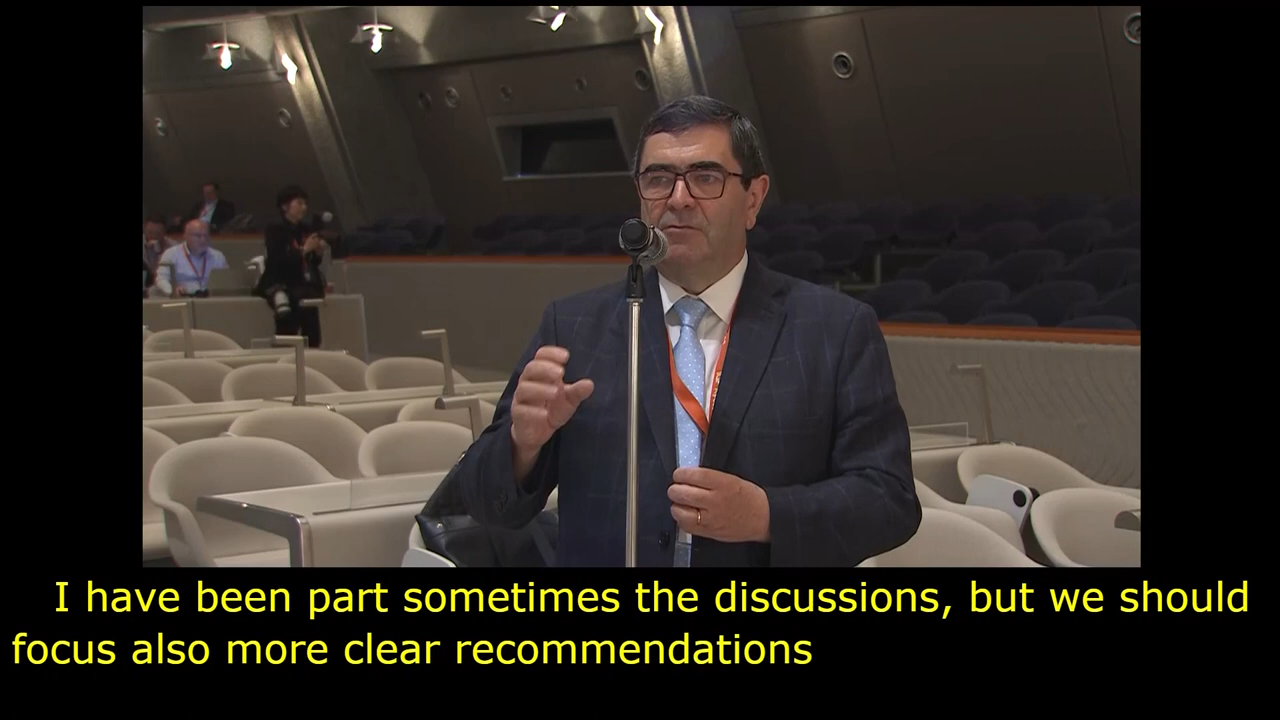 I have been part sometimes the discussions, but we should
focus also more clear recommendations